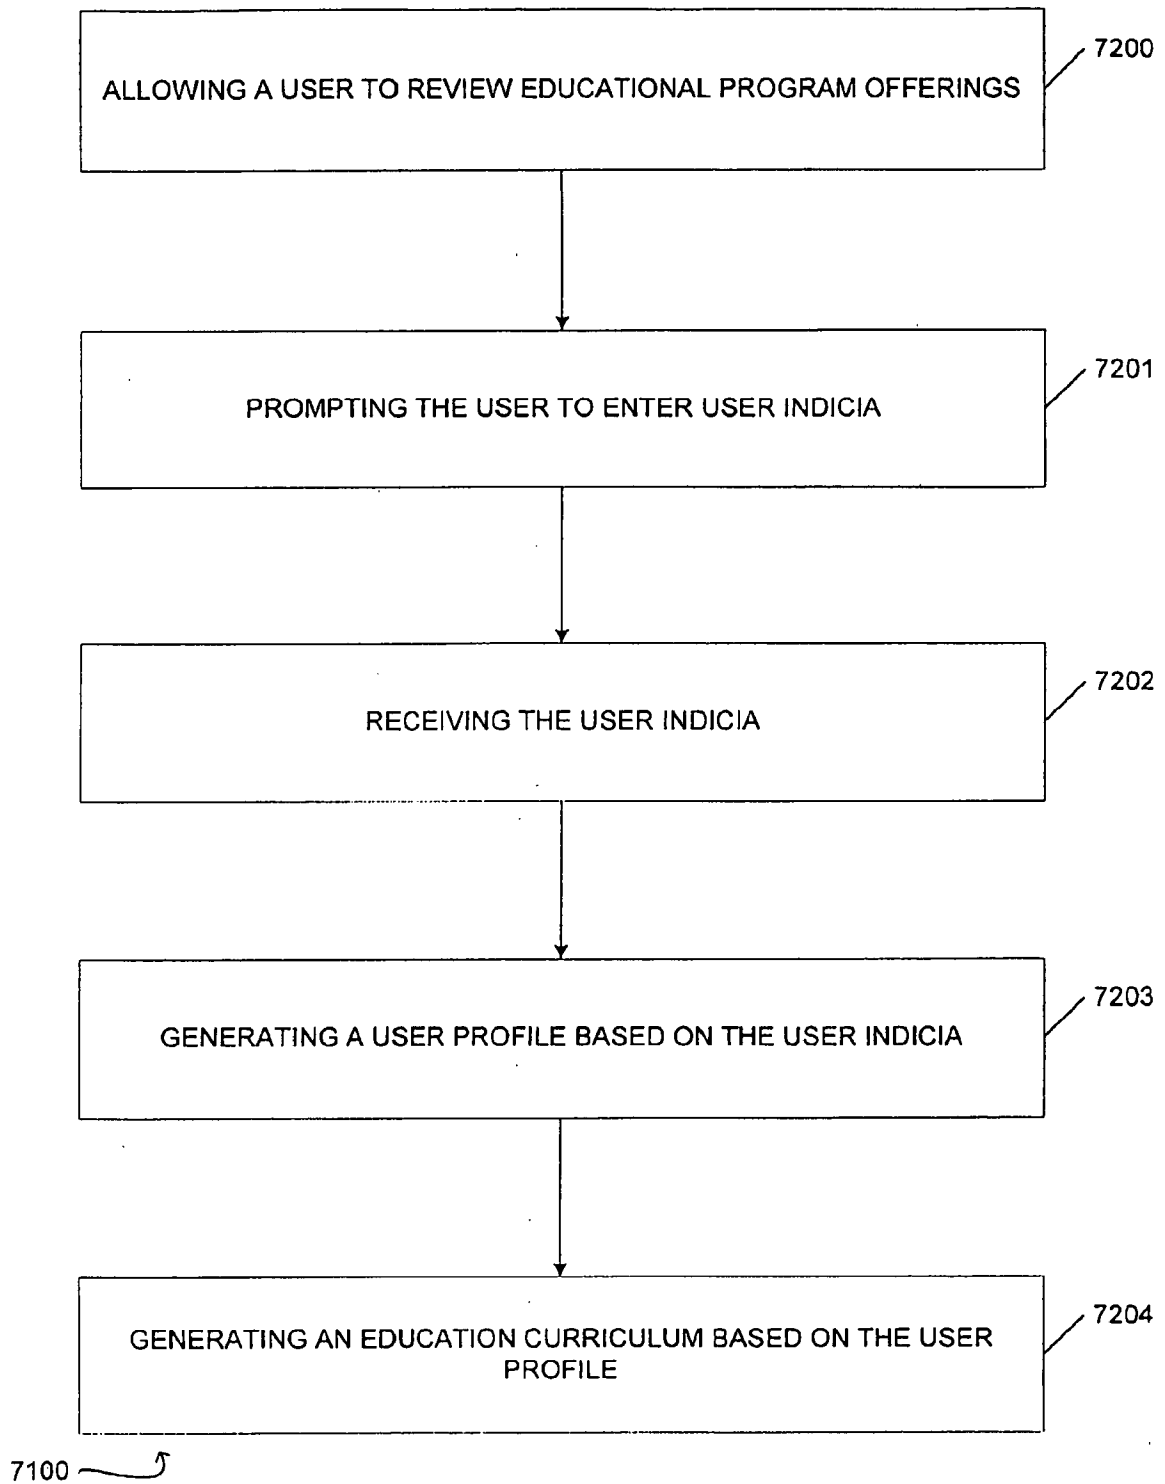 ALLOWING A USER TO REVIEW EDUCATIONAL PROGRAM OFFERINGS
7200
PROMPTING THE USER TO ENTER USER INDICIA
7201
RECEIVING THE USER INDICIA
7202
GENERATING A USER PROFILE BASED ON THE USER INDICIA
7203
GENERATING AN EDUCATION CURRICULUM BASED ON THE USER
PROFILE
7204
7100